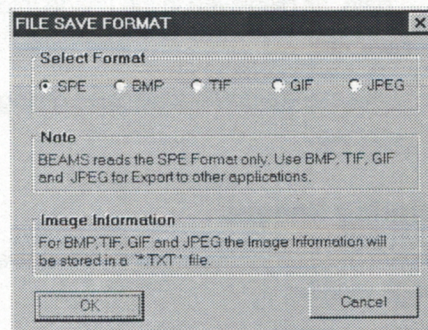 FILE SAVE FORMAT
Select Format
SPE BMP TIF GIF JPEG
Note
BEAMS reads the SPE Format only. Use BMP, TIF, GIF
and JPEG for Export to other applications.
Image Information
For BMP,TIF, GIF and JPEG the Image Information will
be stored in a "*.TXT " file.
OK Cancel